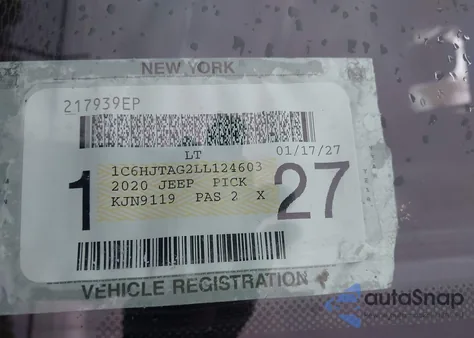 NEW YORK
217939EP
LT 01/17/27
1C6HJTAG2LL124603
2020 JEEP PICK
KJN9119 PAS 2 X
1 27
VEHICLE REGISTRATION
autoSnap